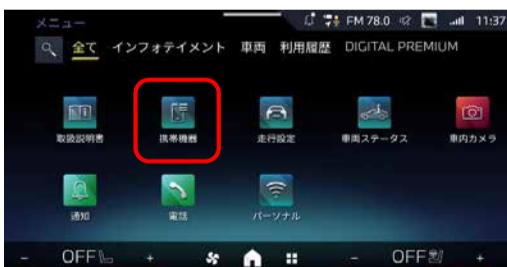 メニュー
FM 78.0 11:37
全て インフォテイメント 車両 利用履歴 DIGITAL PREMIUM
取扱説明書 携帯機器 走行設定 車両ステータス 車内カメラ
通知 電話 パーソナル
- OFF + - OFF +